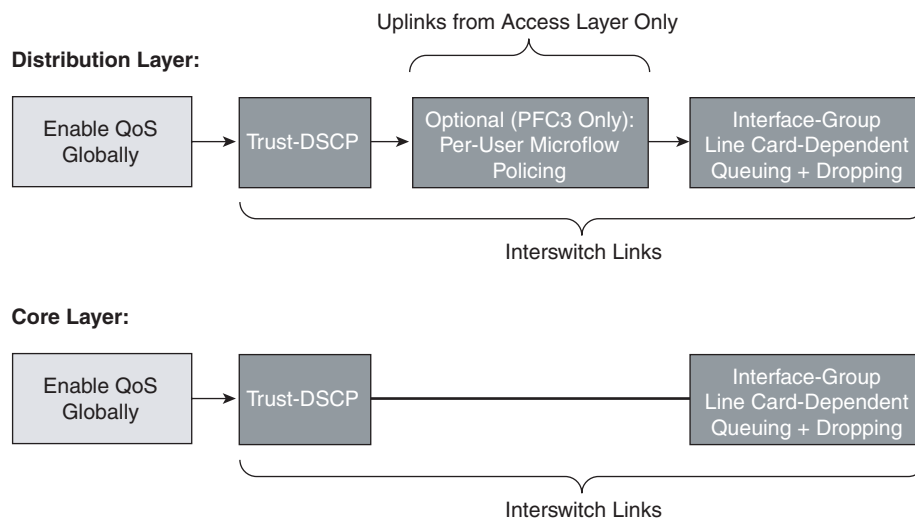 Uplinks from Access Layer Only
Distribution Layer:
Enable QoS
Globally
Trust-DSCP
Optional (PFC3 Only):
Per-User Microflow
Policing
Interface-Group
Line Card-Dependent
Queuing + Dropping
Interswitch Links
Core Layer:
Enable QoS
Globally
Trust-DSCP
Interface-Group
Line Card-Dependent
Queuing + Dropping
Interswitch Links